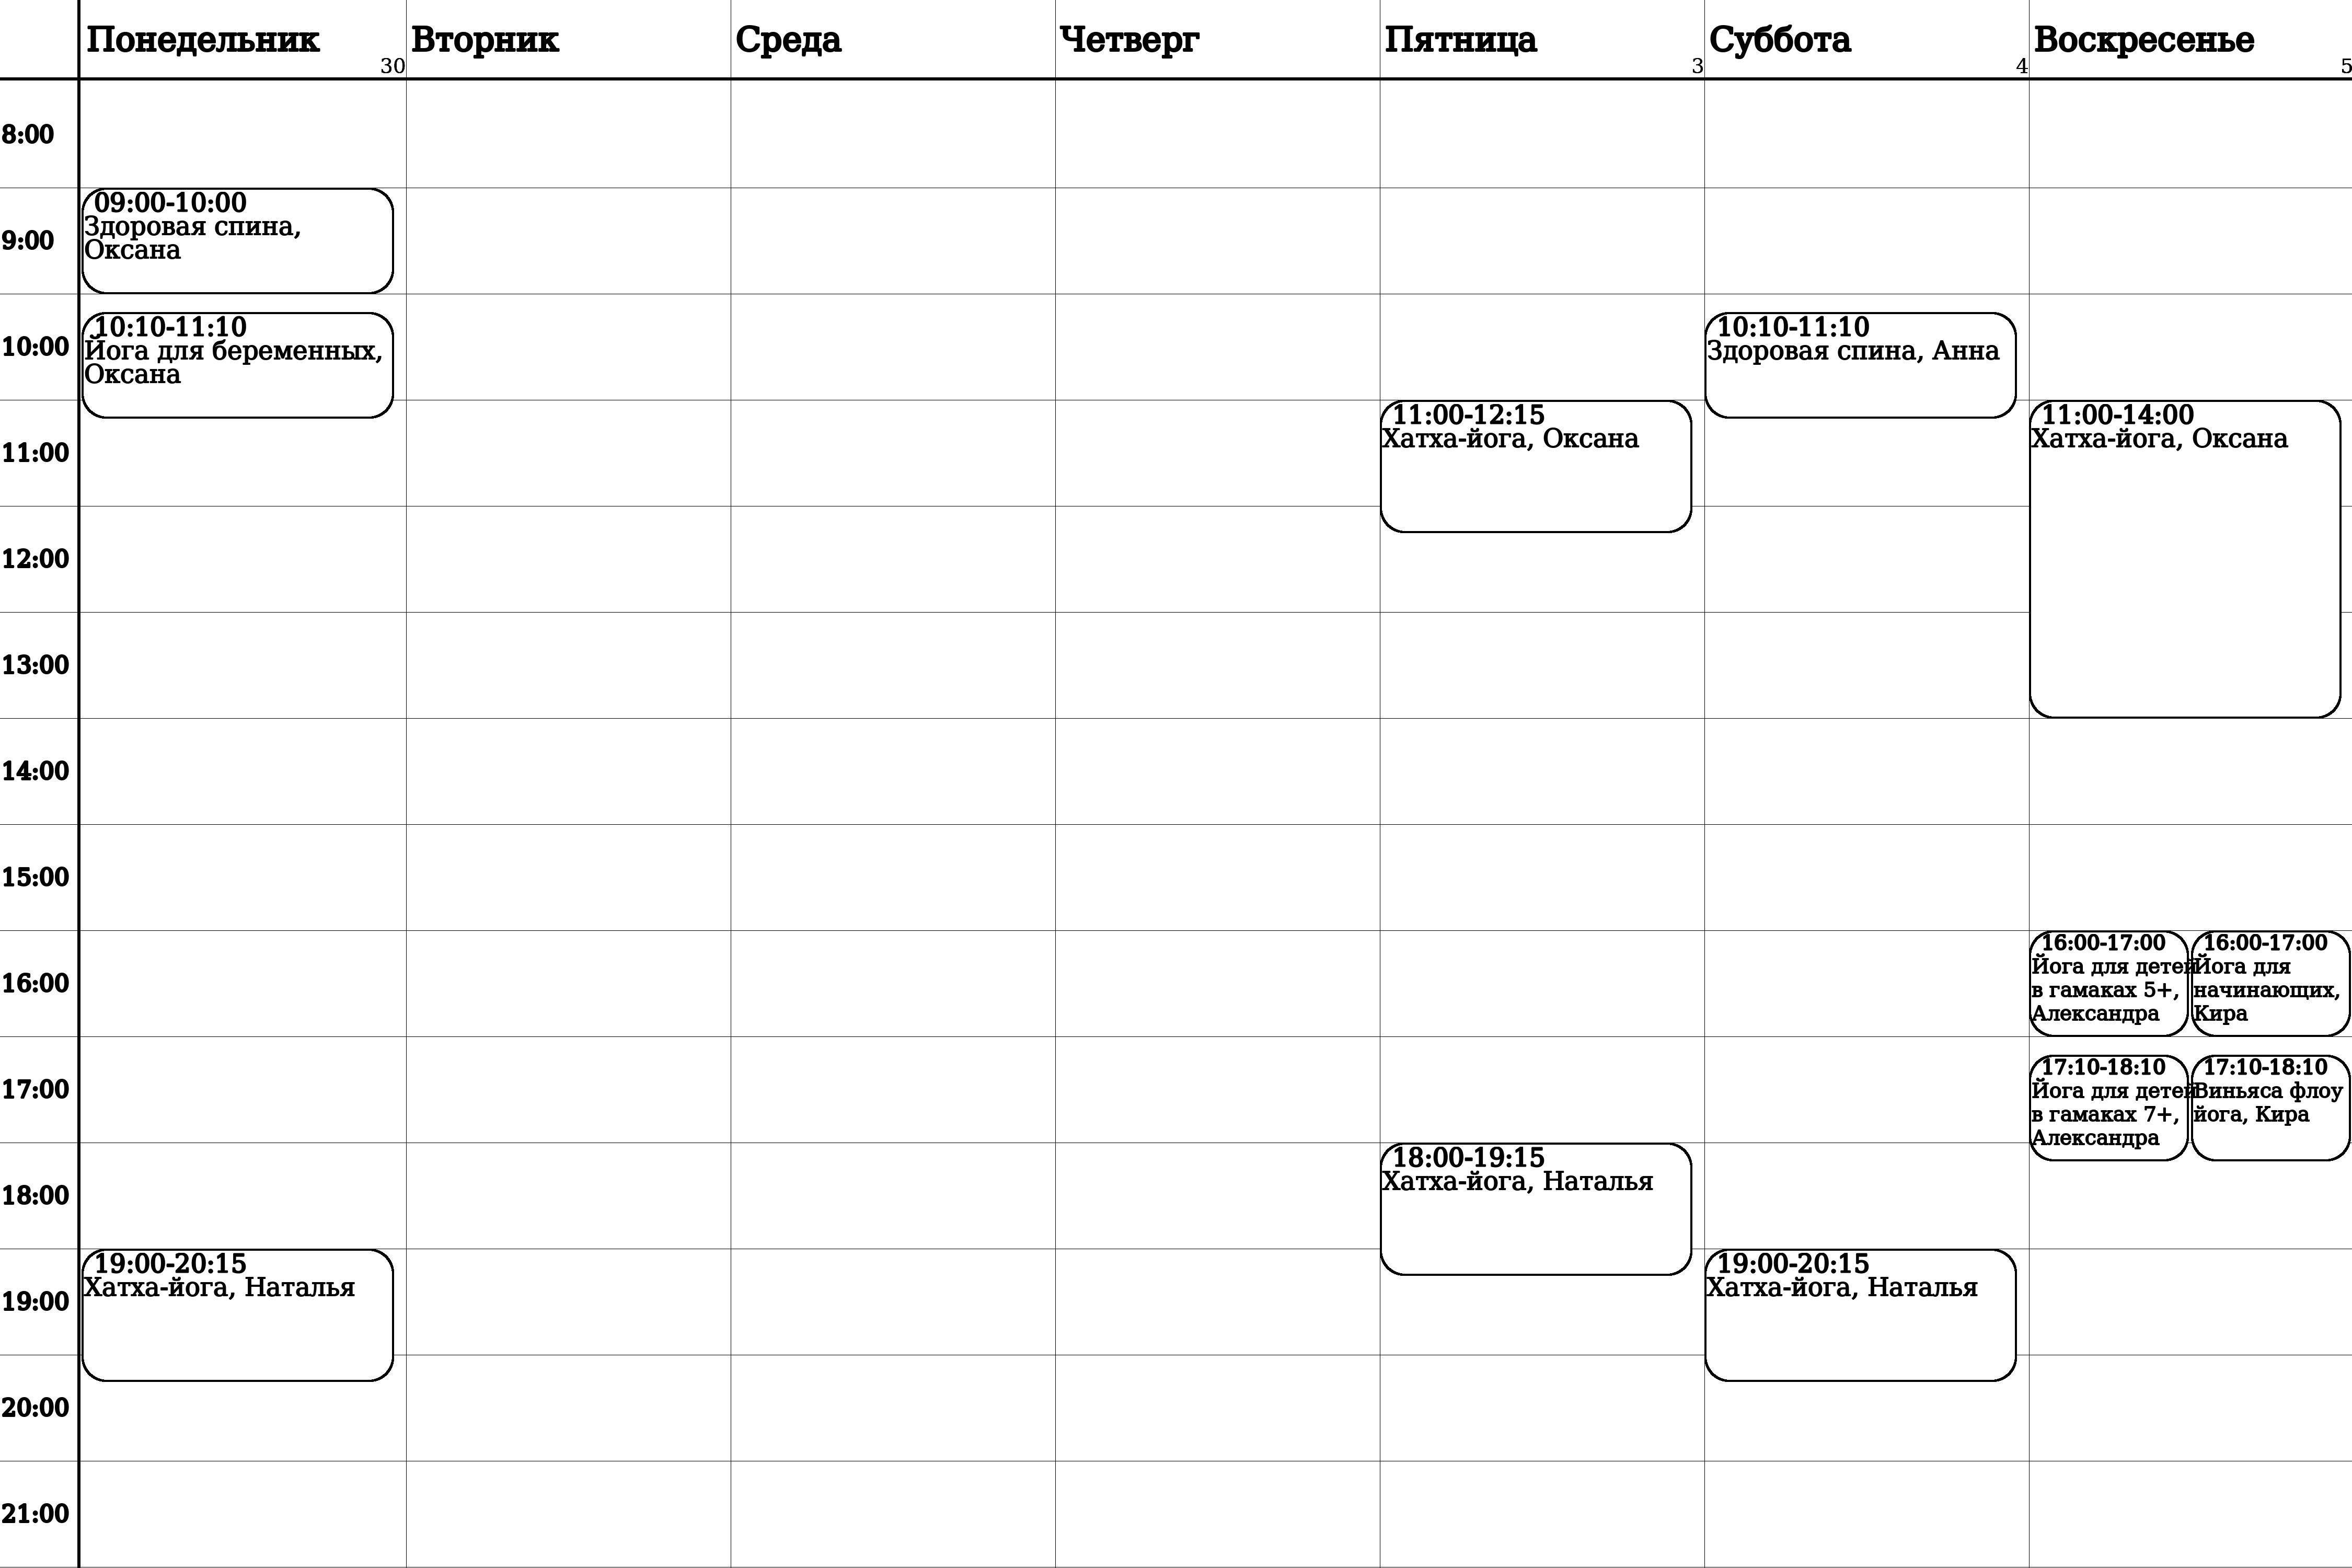 Понедельник
30
Вторник
Среда
Четверг
Пятница
3
Суббота
4
Воскресенье
5
8:00
9:00
10:00
11:00
12:00
13:00
14:00
15:00
16:00
17:00
18:00
19:00
20:00
21:00
09:00-10:00
Здоровая спина,
Оксана
10:10-11:10
Йога для беременных,
Оксана
19:00-20:15
Хатха-йога, Наталья
11:00-12:15
Хатха-йога, Оксана
18:00-19:15
Хатха-йога, Наталья
10:10-11:10
Здоровая спина, Анна
19:00-20:15
Хатха-йога, Наталья
11:00-14:00
Хатха-йога, Оксана
16:00-17:00
Йога для детей
в гамаках 5+,
Александра
16:00-17:00
Йога для
начинающих,
Кира
17:10-18:10
Йога для детей
в гамаках 7+,
Александра
17:10-18:10
Виньяса флоу
йога, Кира